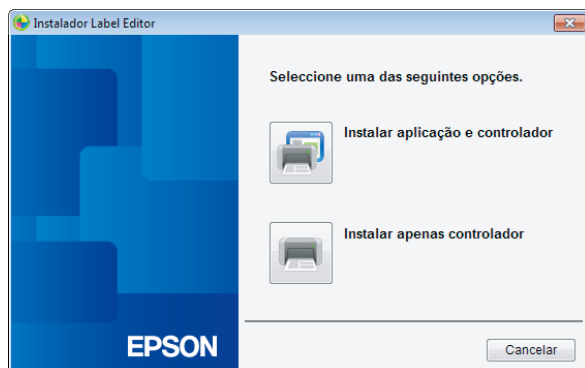 Instalador Label Editor
Seleccione uma das seguintes opções.
Instalar aplicação e controlador
Instalar apenas controlador
EPSON
Cancelar